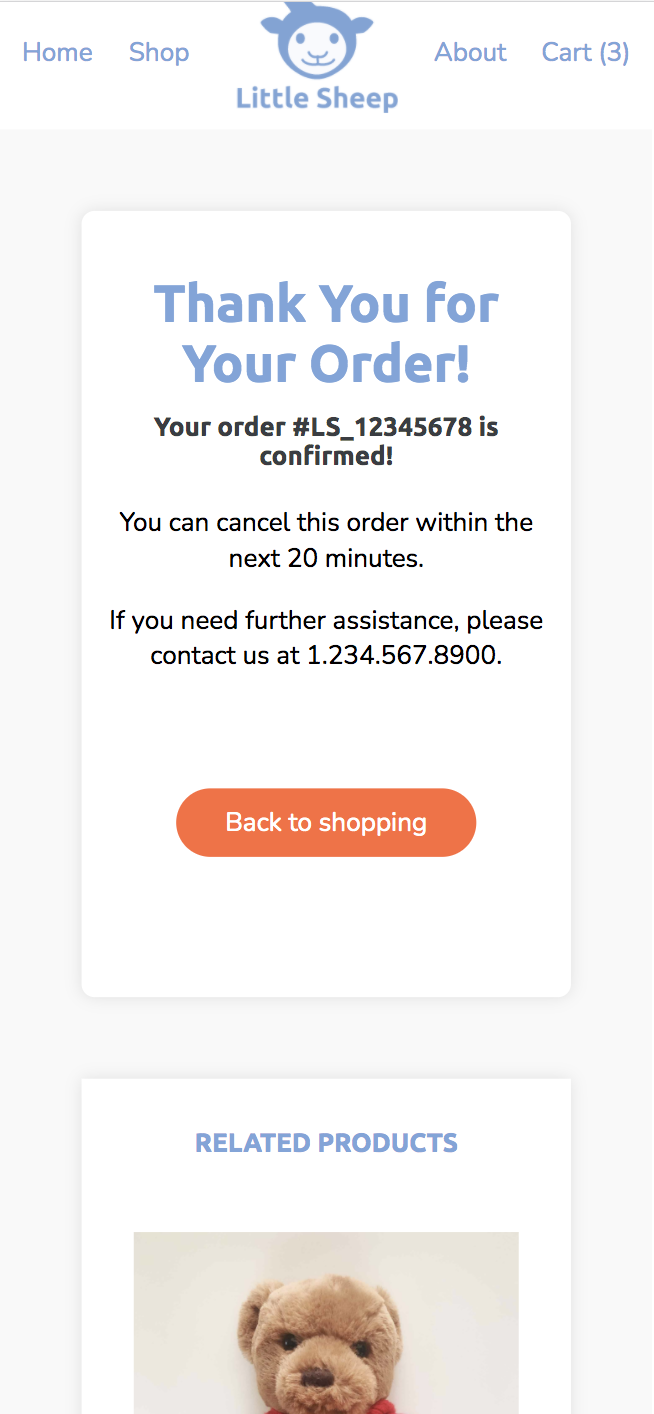 Home Shop Little Sheep About Cart (3)
Thank You for
Your Order!
Your order #LS_12345678 is
confirmed!
You can cancel this order within the
next 20 minutes.
If you need further assistance, please
contact us at 1.234.567.8900.
Back to shopping
RELATED PRODUCTS